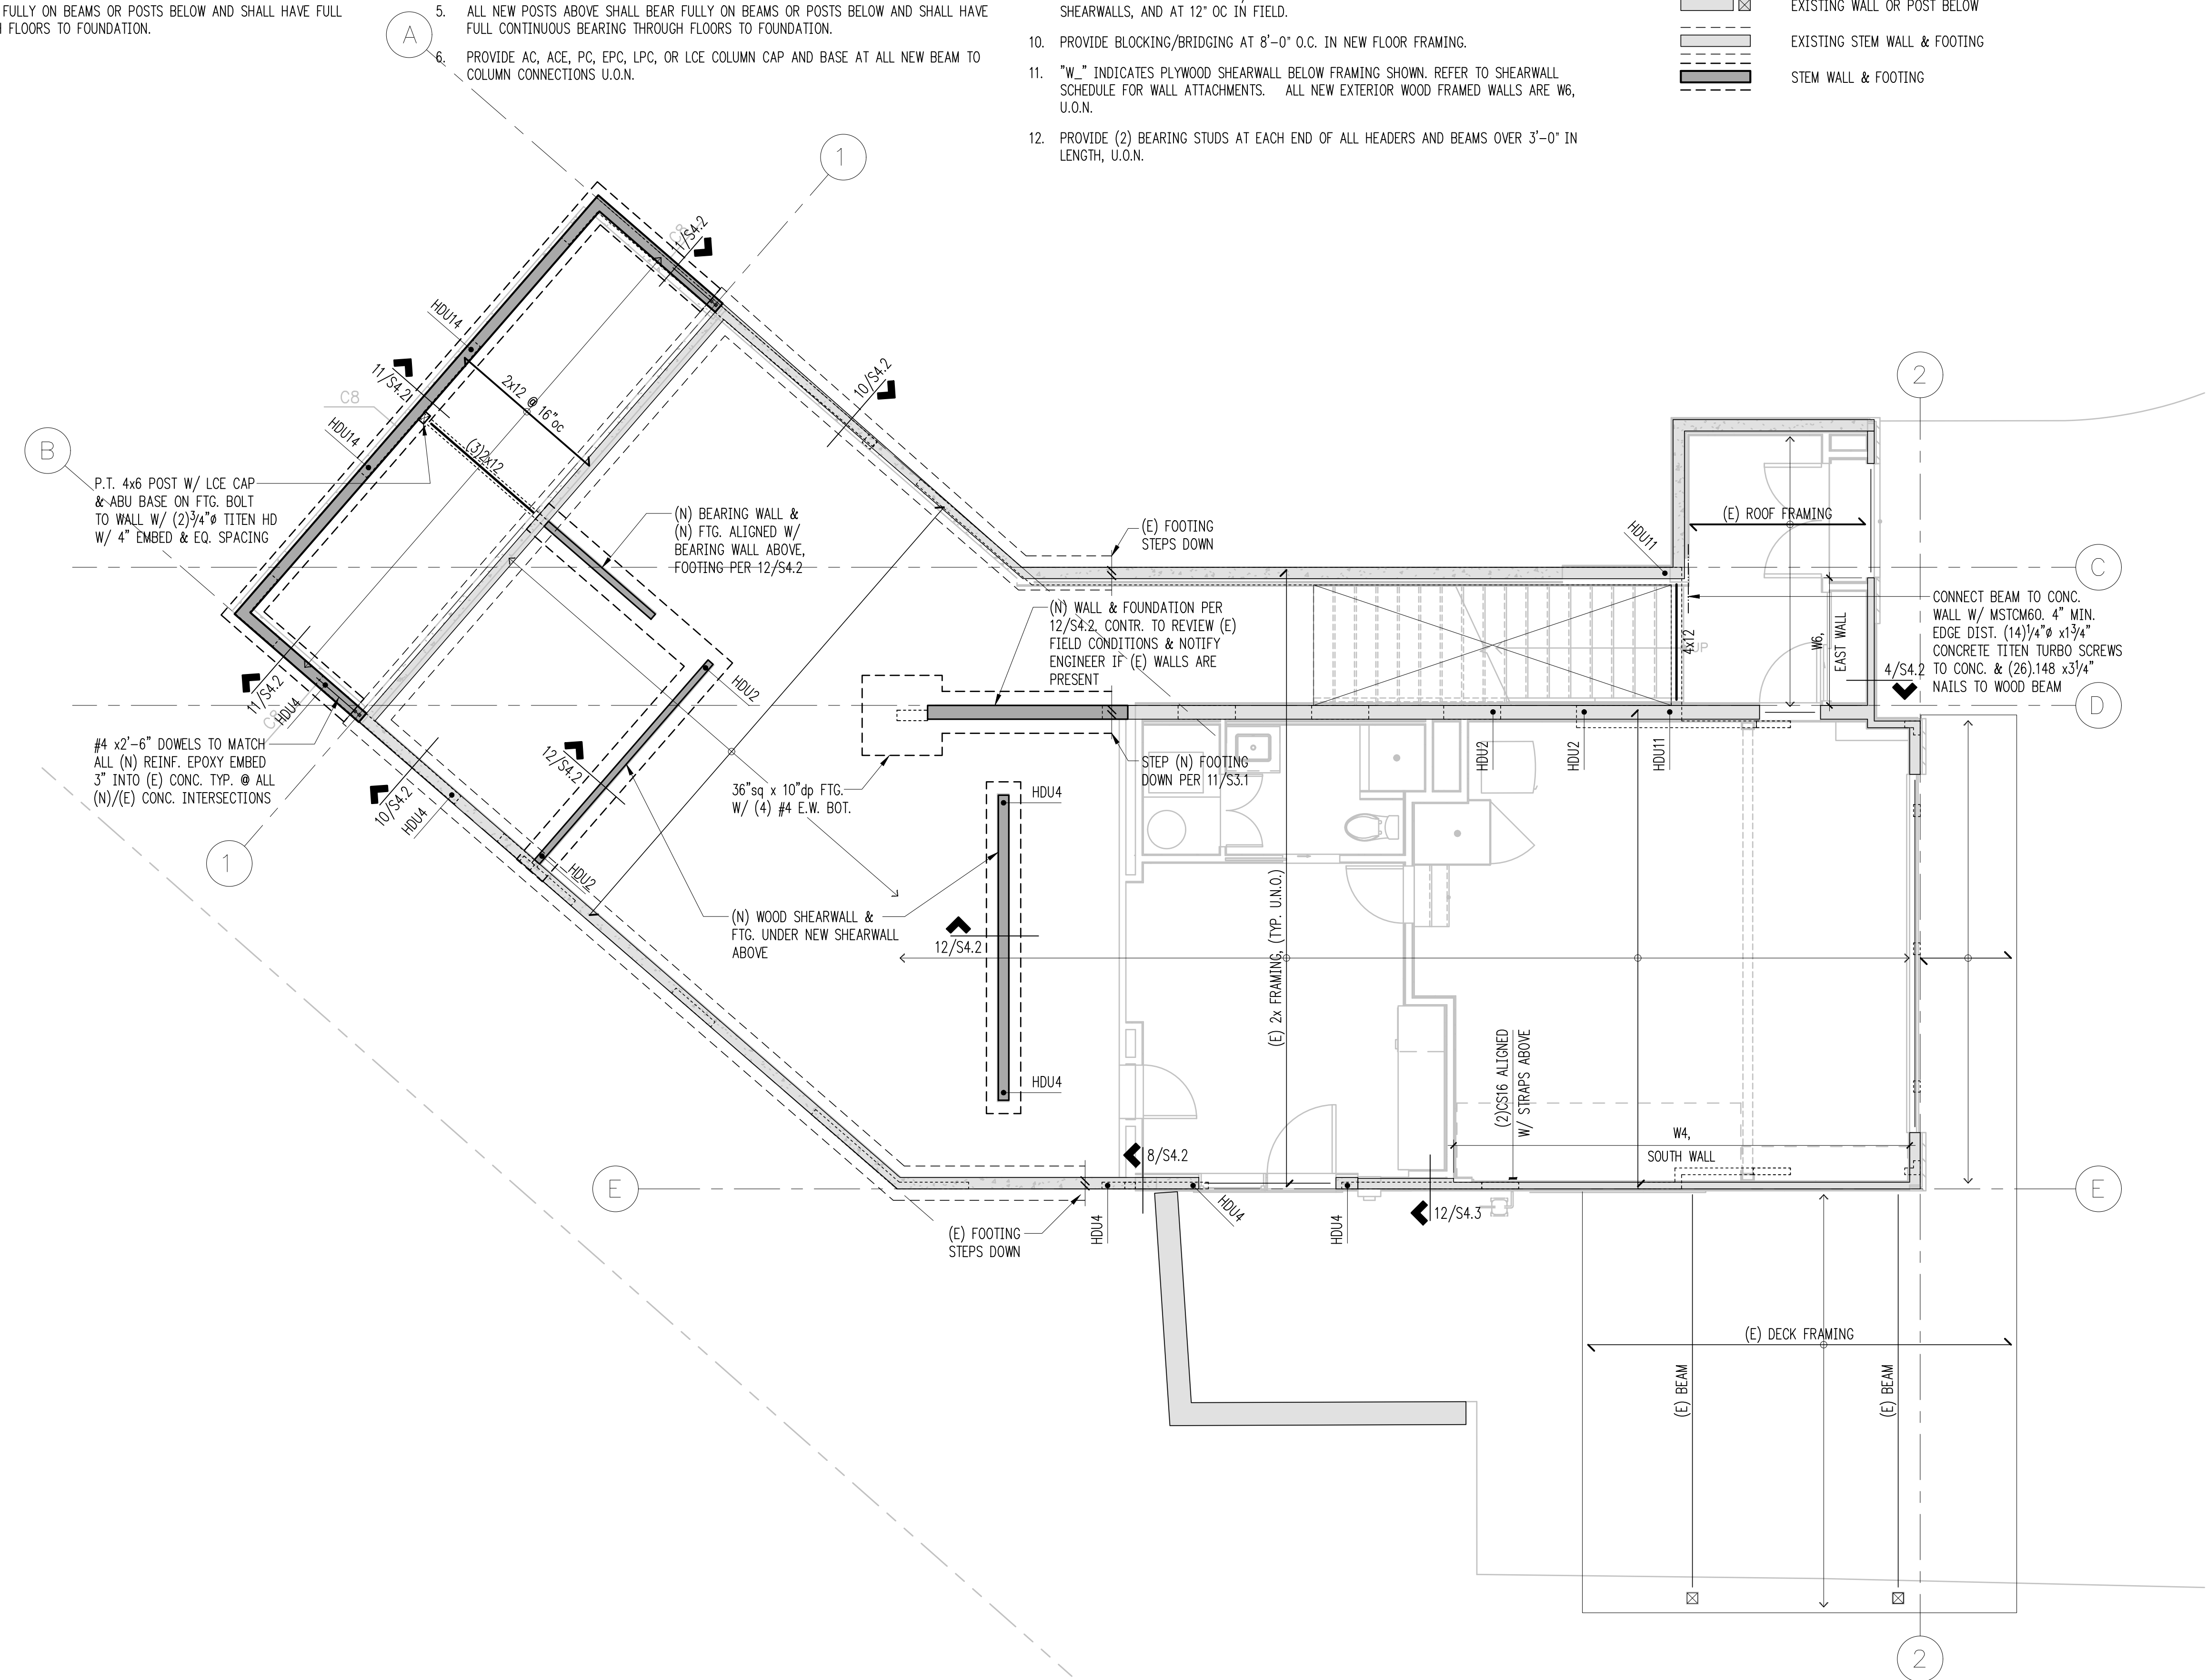 FULLY ON BEAMS OR POSTS BELOW AND SHALL HAVE FULL
FLOORS TO FOUNDATION.
5. ALL NEW POSTS ABOVE SHALL BEAR FULLY ON BEAMS OR POSTS BELOW AND SHALL HAVE
FULL CONTINUOUS BEARING THROUGH FLOORS TO FOUNDATION.
6. PROVIDE AC, ACE, PC, EPC, LPC, OR LCE COLUMN CAP AND BASE AT ALL NEW BEAM TO
COLUMN CONNECTIONS U.O.N.
SHEARWALLS, AND AT 12" OC IN FIELD.
10. PROVIDE BLOCKING/BRIDGING AT 8'-0" O.C. IN NEW FLOOR FRAMING.
11. "W_" INDICATES PLYWOOD SHEARWALL BELOW FRAMING SHOWN. REFER TO SHEARWALL
SCHEDULE FOR WALL ATTACHMENTS. ALL NEW EXTERIOR WOOD FRAMED WALLS ARE W6,
U.O.N.
12. PROVIDE (2) BEARING STUDS AT EACH END OF ALL HEADERS AND BEAMS OVER 3'-0" IN
LENGTH, U.O.N.
EXISTING WALL OR POST BELOW
EXISTING STEM WALL & FOOTING
STEM WALL & FOOTING
A
1
C8
11/S4.2
HDU14
11/S4.2
C8
HDU14
2x12 @ 16"oc
(3)2x12
10/S4.2
2
B
P.T. 4x6 POST W/ LCE CAP
& ABU BASE ON FTG. BOLT
TO WALL W/ (2)3/4"ø TITEN HD
W/ 4" EMBED & EQ. SPACING
(N) BEARING WALL &
(N) FTG. ALIGNED W/
BEARING WALL ABOVE,
FOOTING PER 12/S4.2
(E) FOOTING
STEPS DOWN
HDU11
(E) ROOF FRAMING
C
(N) WALL & FOUNDATION PER
12/S4.2. CONTR. TO REVIEW (E)
FIELD CONDITIONS & NOTIFY
ENGINEER IF (E) WALLS ARE
PRESENT
4x12
UP
W6,
EAST WALL
CONNECT BEAM TO CONC.
WALL W/ MSTCM60. 4" MIN.
EDGE DIST. (14)1/4"ø x1 3/4"
CONCRETE TITEN TURBO SCREWS
TO CONC. & (26).148 x3 1/4"
NAILS TO WOOD BEAM
4/S4.2
D
11/S4.2
C8
HDU4
HDU2
#4 x2'-6" DOWELS TO MATCH
ALL (N) REINF. EPOXY EMBED
3" INTO (E) CONC. TYP. @ ALL
(N)/(E) CONC. INTERSECTIONS
12/S4.2
10/S4.2
HDU4
36"sq x 10"dp FTG.
W/ (4) #4 E.W. BOT.
STEP (N) FOOTING
DOWN PER 11/S3.1
HDU2
HDU2
HDU11
HDU4
1
HDU2
(N) WOOD SHEARWALL &
FTG. UNDER NEW SHEARWALL
ABOVE
12/S4.2
(E) 2x FRAMING, (TYP. U.N.O.)
HDU4
(2)CS16 ALIGNED
W/ STRAPS ABOVE
W4,
SOUTH WALL
8/S4.2
E
E
HDU4
HDU4
HDU4
12/S4.3
(E) FOOTING
STEPS DOWN
(E) DECK FRAMING
(E) BEAM
(E) BEAM
2